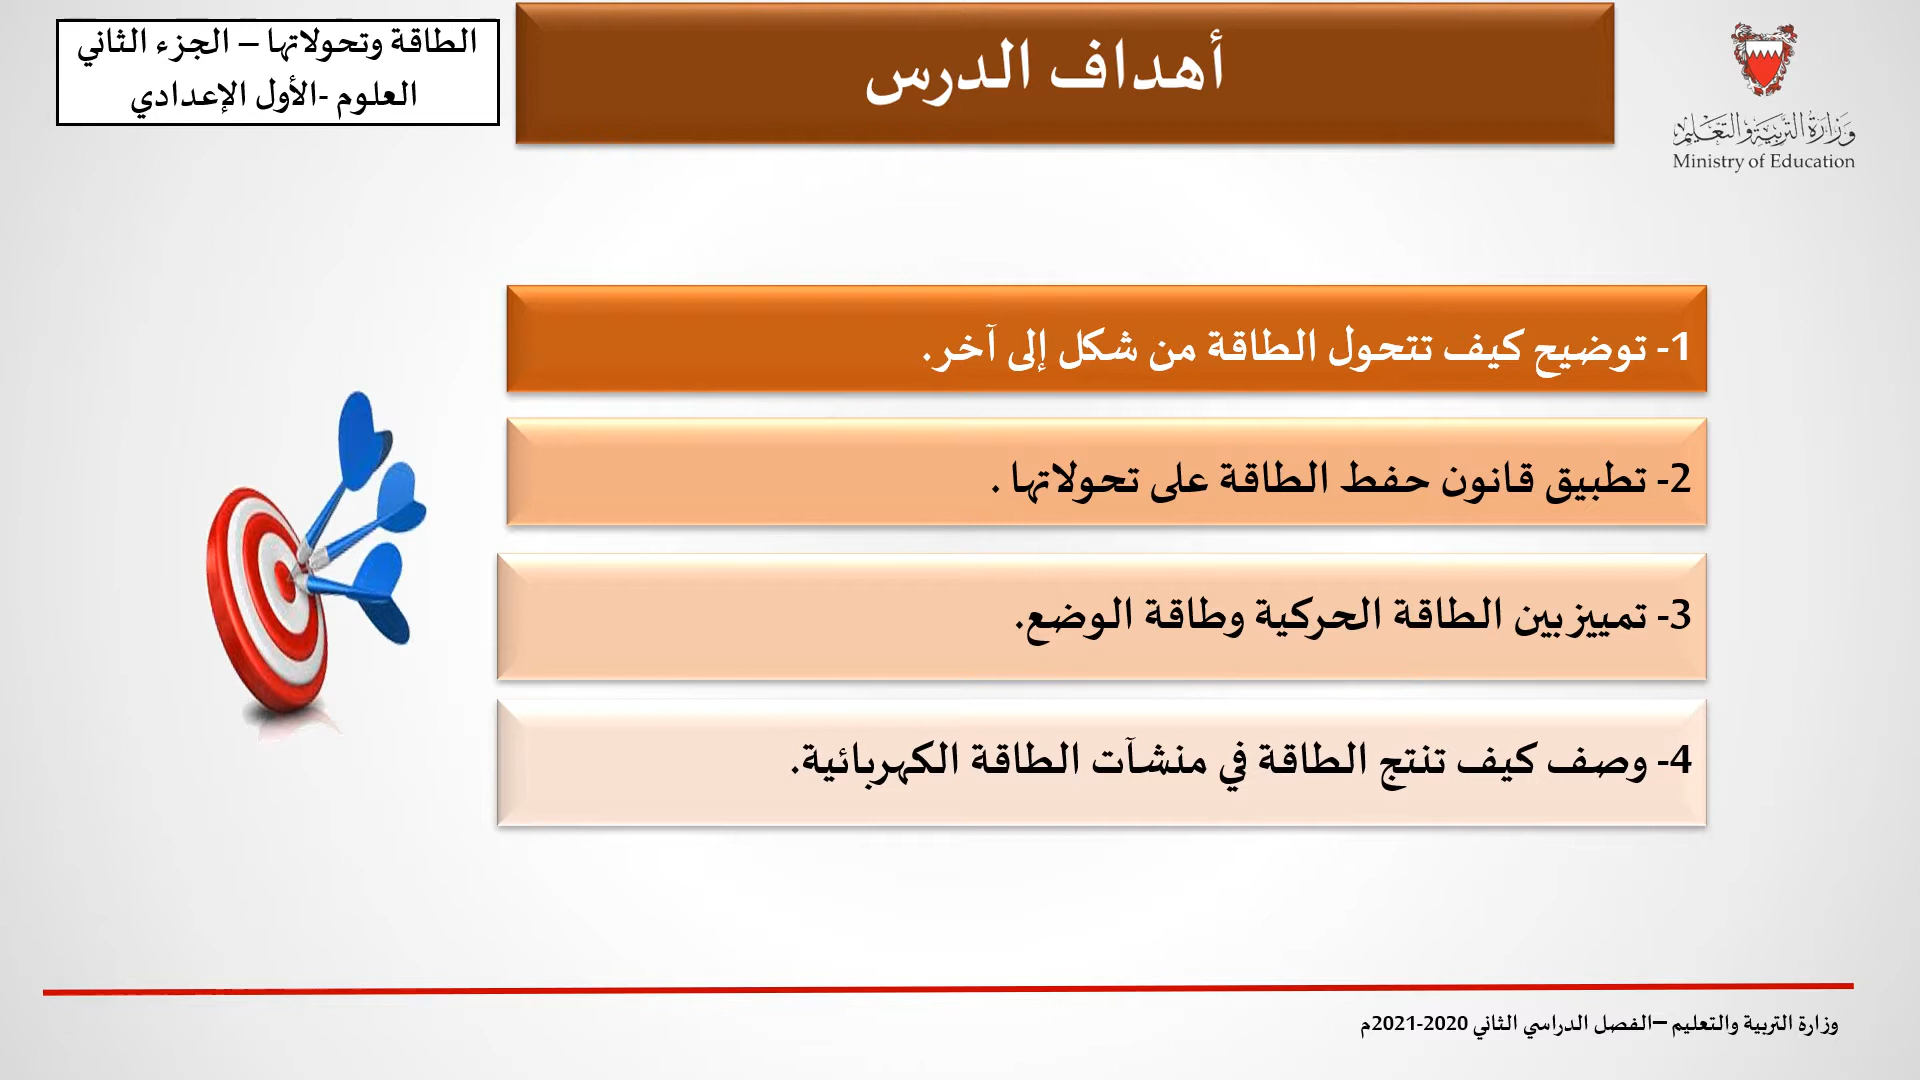 الطاقة وتحولاتها – الجزء الثاني
العلوم -الأول الإعدادي
أهداف الدرس
وزارة التربية والتعليم
Ministry of Education
1- توضيح كيف تتحول الطاقة من شكل إلى آخر.
2- تطبيق قانون حفط الطاقة على تحولاتها .
3- تمييز بين الطاقة الحركية وطاقة الوضع.
4- وصف كيف تنتج الطاقة في منشآت الطاقة الكهربائية.
وزارة التربية والتعليم –الفصل الدراسي الثاني 2020-2021م